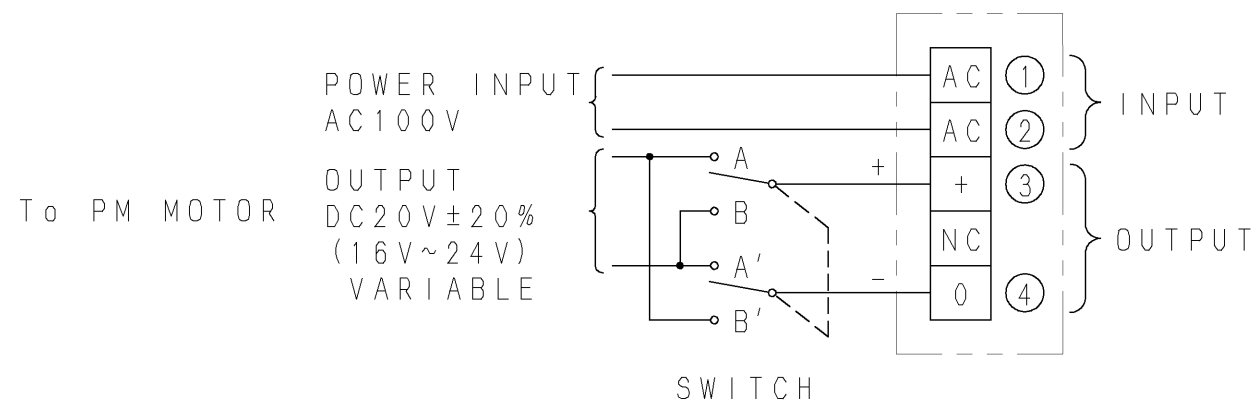 POWER INPUT
AC100V
To PM MOTOR
OUTPUT
DC20V±20%
(16V~24V)
VARIABLE
A
B
A'
B'
SWITCH
+
-
AC
AC
+
NC
0
1
2
3
4
INPUT
OUTPUT